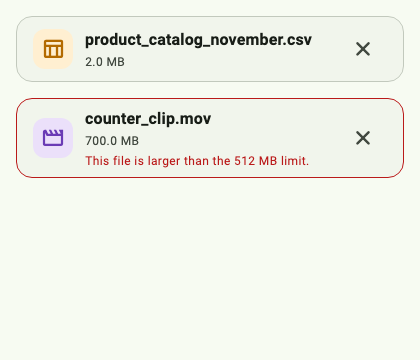 product_catalog_november.csv
2.0 MB
counter_clip.mov
700.0 MB
This file is larger than the 512 MB limit.